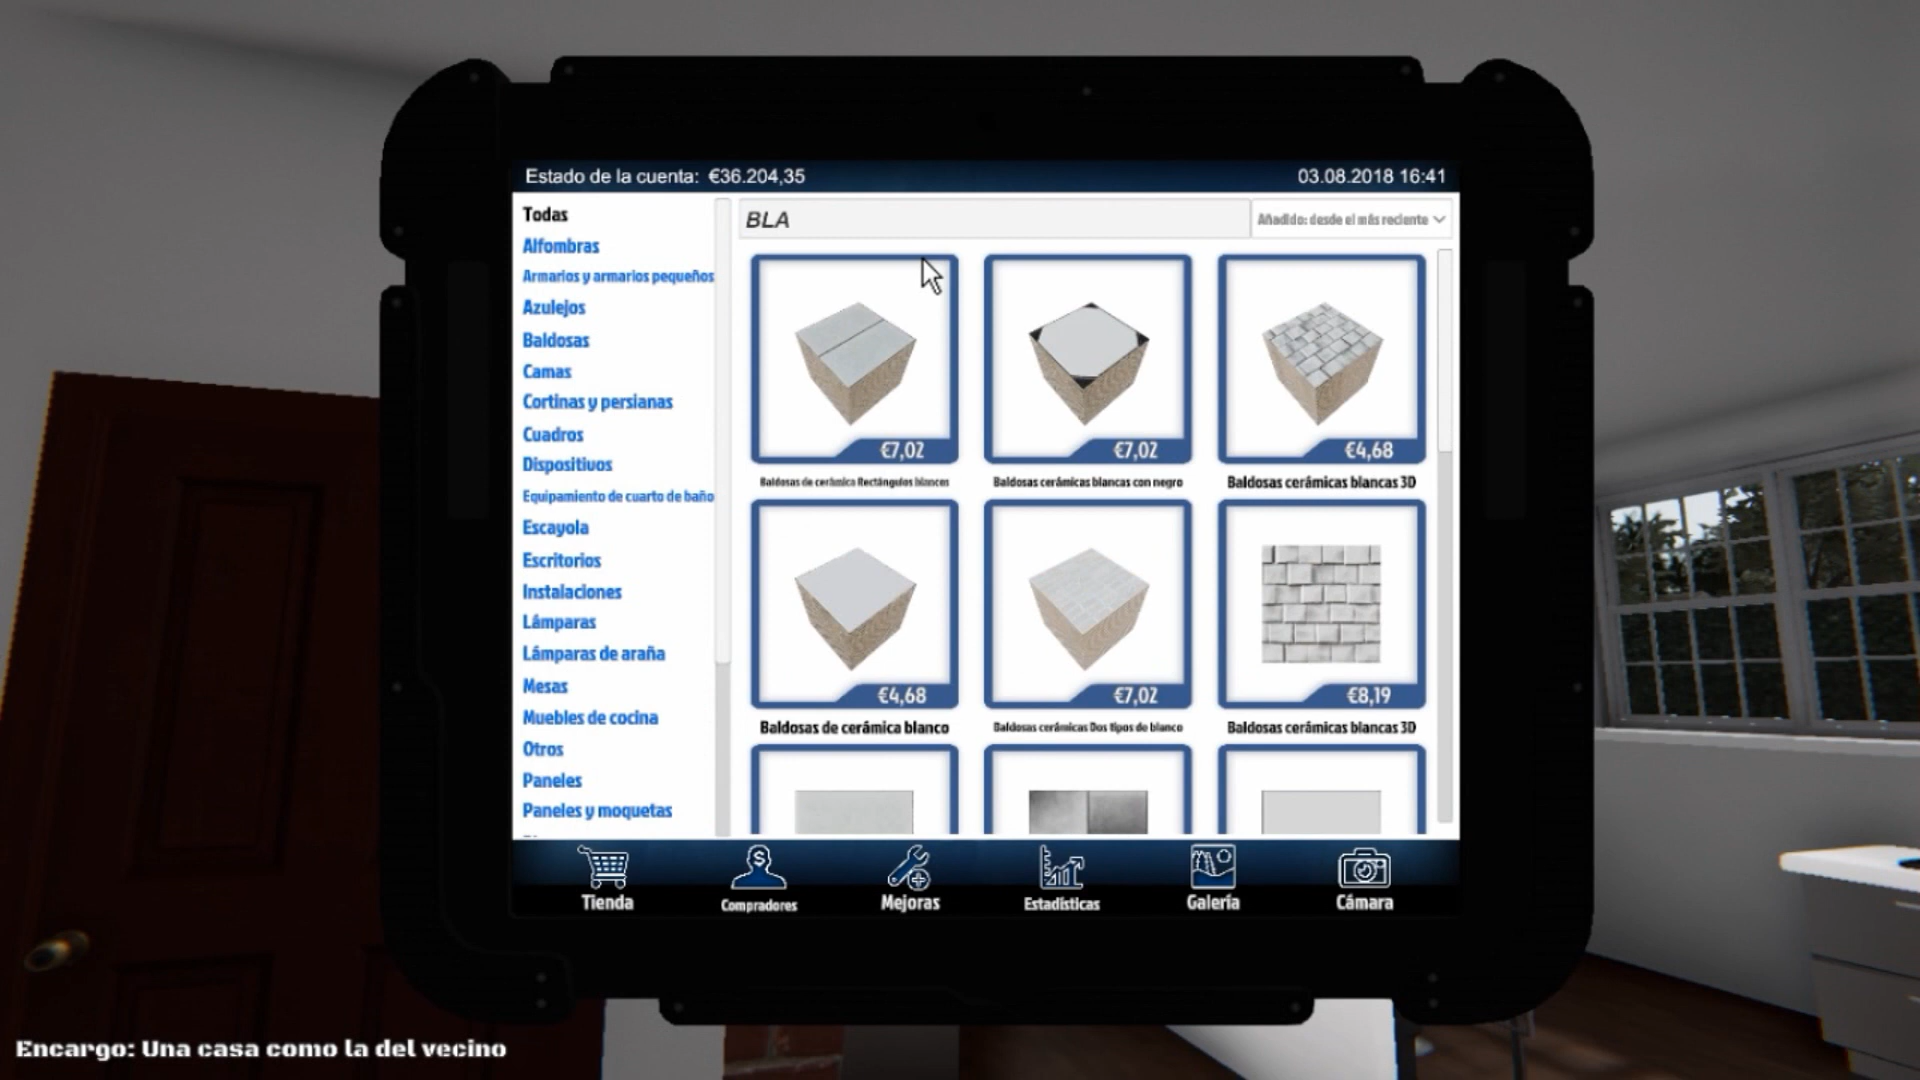 Estado de la cuenta: €36.204,35
03.08.2018 16:41
Todas
Alfombras
Armarios y armarios pequeños
Azulejos
Baldosas
Camas
Cortinas y persianas
Cuadros
Dispositivos
Equipamiento de cuarto de baño
Escayola
Escritorios
Instalaciones
Lámparas
Lámparas de araña
Mesas
Muebles de cocina
Otros
Paneles
Paneles y moquetas
BLA
Añadido: desde el más reciente
€7,02
€7,02
€4,68
Baldosas de cerámica Rectángulos blancos
Baldosas cerámicas blancas con negro
Baldosas cerámicas blancas 3D
€4,68
€7,02
€8,19
Baldosas de cerámica blanco
Baldosas cerámicas Dos tipos de blanco
Baldosas cerámicas blancas 3D
Tienda
Compradores
Mejoras
Estadísticas
Galería
Cámara
Encargo: Una casa como la del vecino